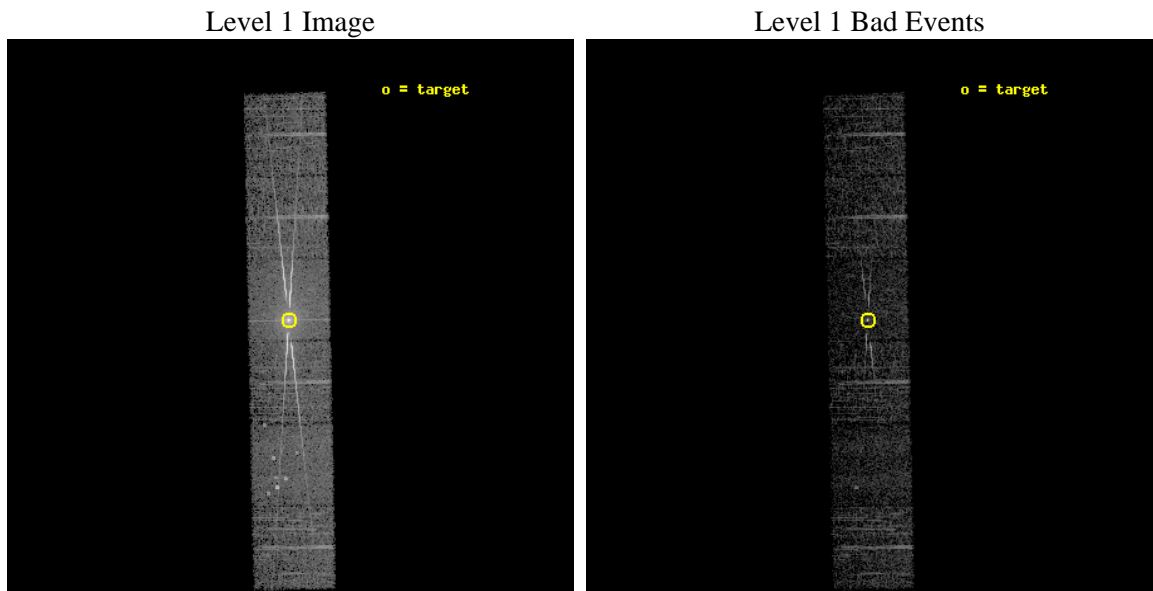 Level 1 Image
Level 1 Bad Events
o = target
o = target